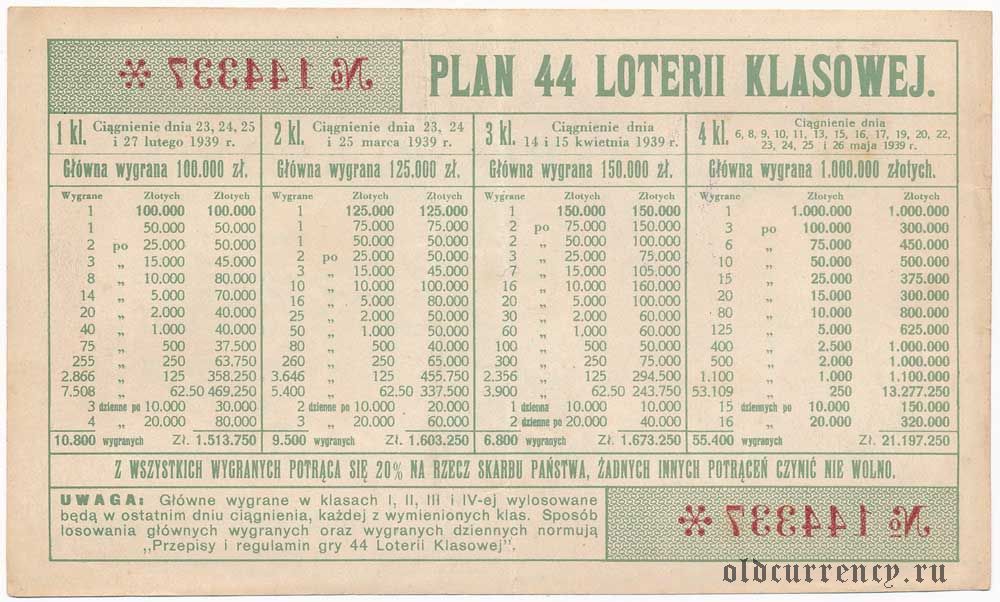 № 144337 *
PLAN 44 LOTERII KLASOWEJ.
1 kl. Ciągnienie dnia 23, 24, 25
i 27 lutego 1939 r.
Główna wygrana 100.000 zł.
Wygrane Złotych Złotych
1 100.000 100.000
1 50.000 50.000
2 po 25.000 50.000
3 „ 15.000 45.000
8 „ 10.000 80.000
14 „ 5.000 70.000
20 „ 2.000 40.000
40 „ 1.000 40.000
75 „ 500 37.500
255 „ 250 63.750
2.866 „ 125 358.250
7.508 „ 62.50 469.250
3 dzienne po 10.000 30.000
4 „ 20.000 80.000
10.800 wygranych Zł. 1.513.750
2 kl. Ciągnienie dnia 23, 24
i 25 marca 1939 r.
Główna wygrana 125.000 zł.
Wygrane Złotych Złotych
1 125.000 125.000
1 75.000 75.000
1 50.000 50.000
2 po 25.000 50.000
3 „ 15.000 45.000
10 „ 10.000 100.000
16 „ 5.000 80.000
25 „ 2.000 50.000
50 „ 1.000 50.000
80 „ 500 40.000
260 „ 250 65.000
3.646 „ 125 455.750
5.400 „ 62.50 337.500
2 dzienne po 10.000 20.000
3 „ 20.000 60.000
9.500 wygranych Zł. 1.603.250
3 kl. Ciągnienie dnia
14 i 15 kwietnia 1939 r.
Główna wygrana 150.000 zł.
Wygrane Złotych Złotych
1 150.000 150.000
2 po 75.000 150.000
2 „ 50.000 100.000
3 „ 25.000 75.000
7 „ 15.000 105.000
16 „ 10.000 160.000
20 „ 5.000 100.000
30 „ 2.000 60.000
60 „ 1.000 60.000
100 „ 500 50.000
300 „ 250 75.000
2.356 „ 125 294.500
3.900 „ 62.50 243.750
1 dzienna 10.000 10.000
2 dzienne po 20.000 40.000
6.800 wygranych Zł. 1.673.250
4 kl. Ciągnienie dnia
6, 8, 9, 10, 11, 13, 15, 16, 17, 19, 20, 22,
23, 24, 25 i 26 maja 1939 r.
Główna wygrana 1.000.000 złotych.
Wygrane Złotych Złotych
1 1.000.000 1.000.000
3 po 100.000 300.000
6 „ 75.000 450.000
10 „ 50.000 500.000
15 „ 25.000 375.000
20 „ 15.000 300.000
80 „ 10.000 800.000
125 „ 5.000 625.000
400 „ 2.500 1.000.000
500 „ 2.000 1.000.000
1.100 „ 1.000 1.100.000
53.109 „ 250 13.277.250
15 dziennych po 10.000 150.000
16 „ 20.000 320.000
55.400 wygranych Zł. 21.197.250
Z WSZYSTKICH WYGRANYCH POTRĄCA SIĘ 20% NA RZECZ SKARBU PAŃSTWA, ŻADNYCH INNYCH POTRĄCEŃ CZYNIĆ NIE WOLNO.
UWAGA: Główne wygrane w klasach I, II, III i IV-ej wylosowane
będą w ostatnim dniu ciągnienia, każdej z wymienionych klas. Sposób
losowania głównych wygranych oraz wygranych dziennych normują
„Przepisy i regulamin gry 44 Loterii Klasowej".
№ 144337 *
oldcurrency.ru